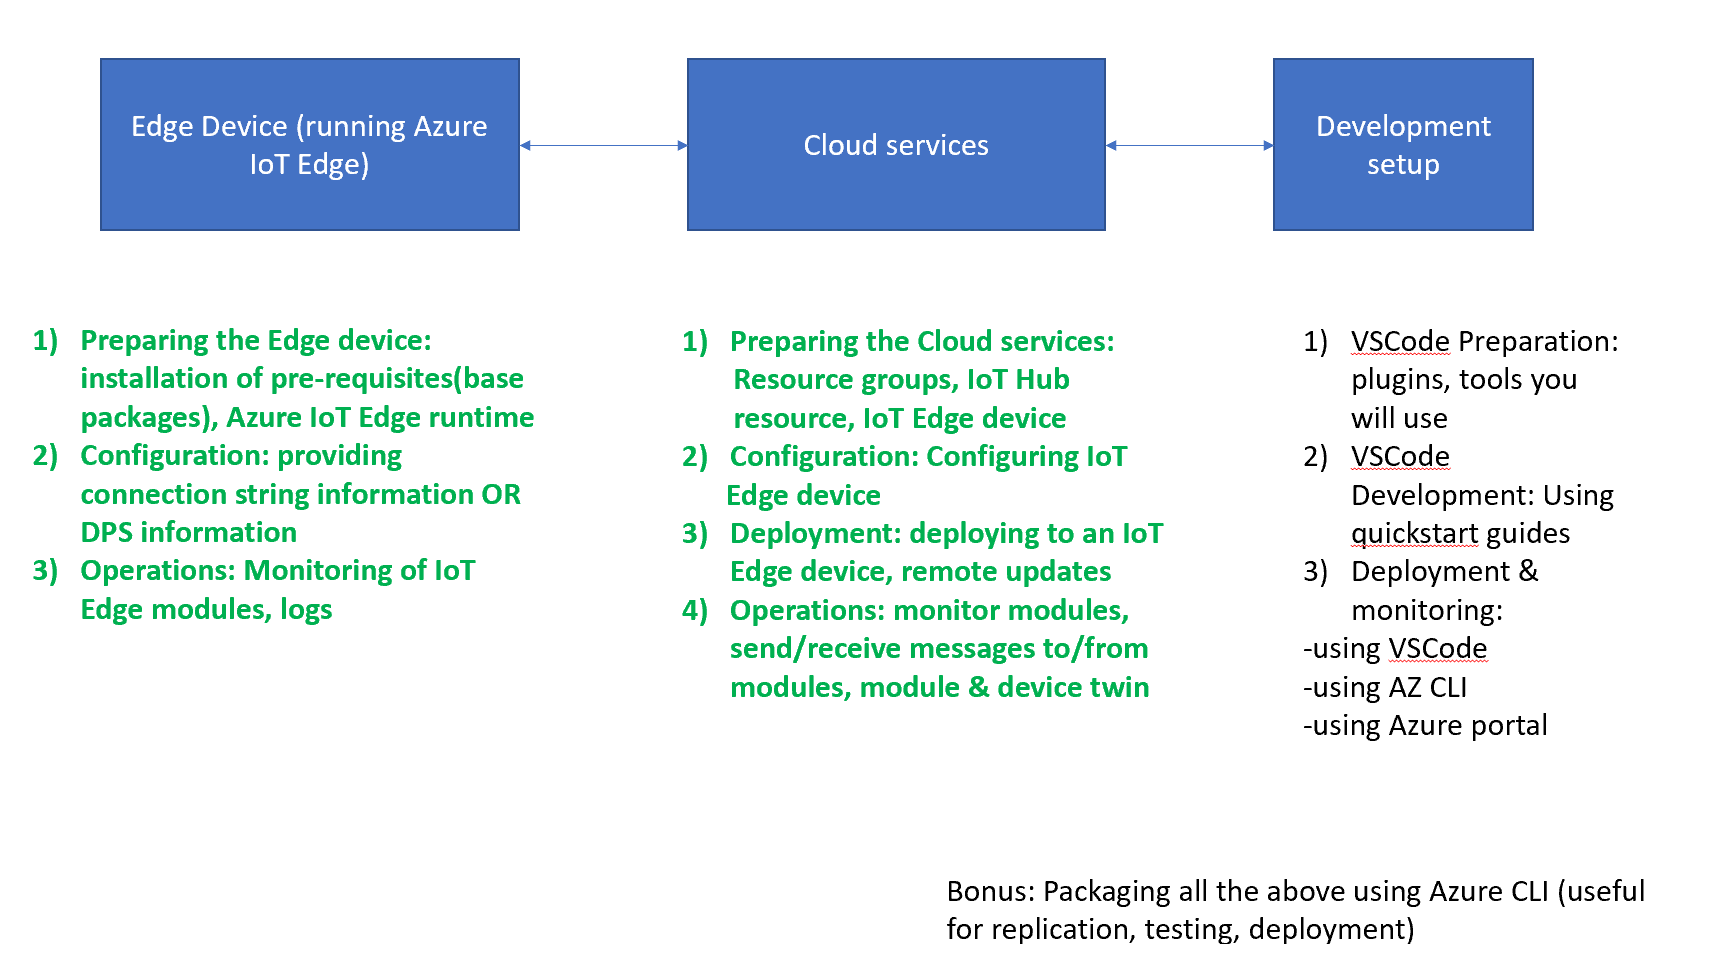 Edge Device (running Azure
IoT Edge)
Cloud services
Development
setup
1) Preparing the Edge device:
installation of pre-requisites(base
packages), Azure IoT Edge runtime
2) Configuration: providing
connection string information OR
DPS information
3) Operations: Monitoring of IoT
Edge modules, logs
1) Preparing the Cloud services:
Resource groups, IoT Hub
resource, IoT Edge device
2) Configuration: Configuring IoT
Edge device
3) Deployment: deploying to an IoT
Edge device, remote updates
4) Operations: monitor modules,
send/receive messages to/from
modules, module & device twin
1) VSCode Preparation:
plugins, tools you
will use
2) VSCode
Development: Using
quickstart guides
3) Deployment &
monitoring:
-using VSCode
-using AZ CLI
-using Azure portal
Bonus: Packaging all the above using Azure CLI (useful
for replication, testing, deployment)